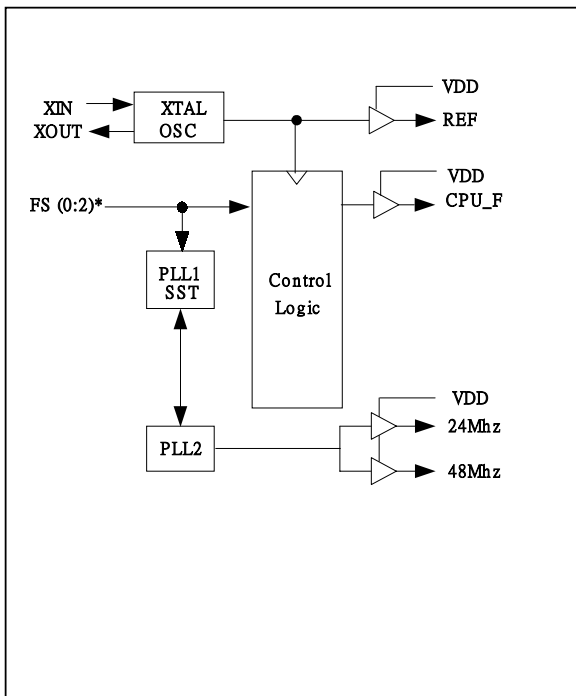 XIN
XOUT
XTAL
OSC
VDD
REF
VDD
CPU_F
FS (0:2)*
PLL1
SST
Control
Logic
VDD
24Mhz
PLL2
48Mhz